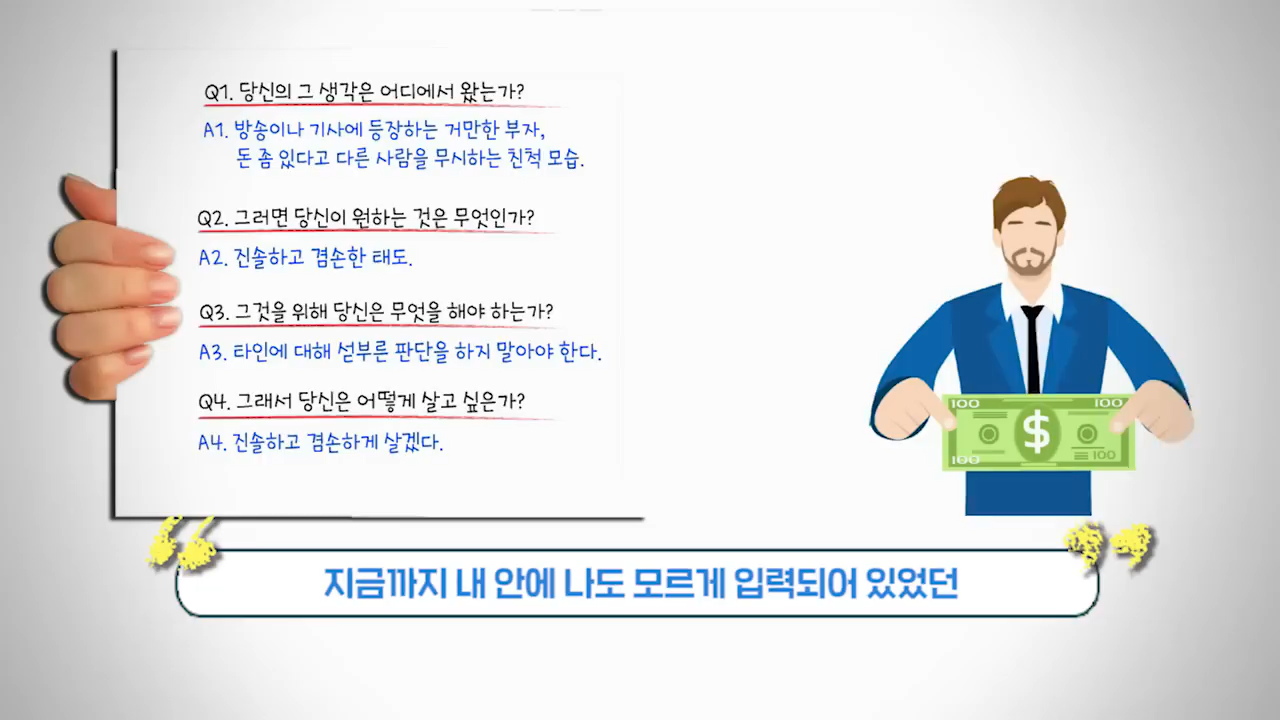 Q1. 당신의 그 생각은 어디에서 왔는가?
A1. 방송이나 기사에 등장하는 거만한 부자,
돈 좀 있다고 다른 사람을 무시하는 친척 모습.
Q2. 그러면 당신이 원하는 것은 무엇인가?
A2. 진솔하고 겸손한 태도.
Q3. 그것을 위해 당신은 무엇을 해야 하는가?
A3. 타인에 대해 섣부른 판단을 하지 말아야 한다.
Q4. 그래서 당신은 어떻게 살고 싶은가?
A4. 진솔하고 겸손하게 살겠다.
100 100
$
100 100
“ ”
지금까지 내 안에 나도 모르게 입력되어 있었던